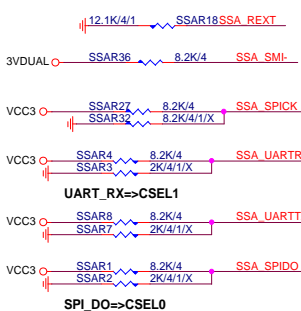 12.1K/4/1 SSAR18 SSA_REXT
3VDUAL SSAR36 8.2K/4 SSA_SMI-
SSAR27 8.2K/4 SSA_SPICK
VCC3
SSAR32 8.2K/4/1/X
SSAR4 8.2K/4 SSA_UARTR
VCC3
SSAR3 2K/4/1/X
UART_RX=>CSEL1
SSAR8 8.2K/4 SSA_UARTT
VCC3
SSAR7 2K/4/1/X
SSAR1 8.2K/4 SSA_SPIDO
VCC3
SSAR2 2K/4/1/X
SPI_DO=>CSEL0